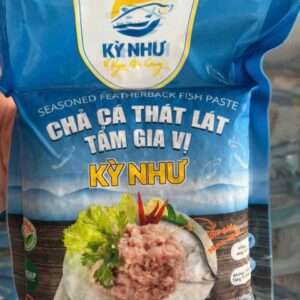 KỲ NHƯ
SEASONED FEATHERBACK FISH PASTE
CHẢ CÁ THÁT LÁT
TẨM GIA VỊ
KỲ NHƯ